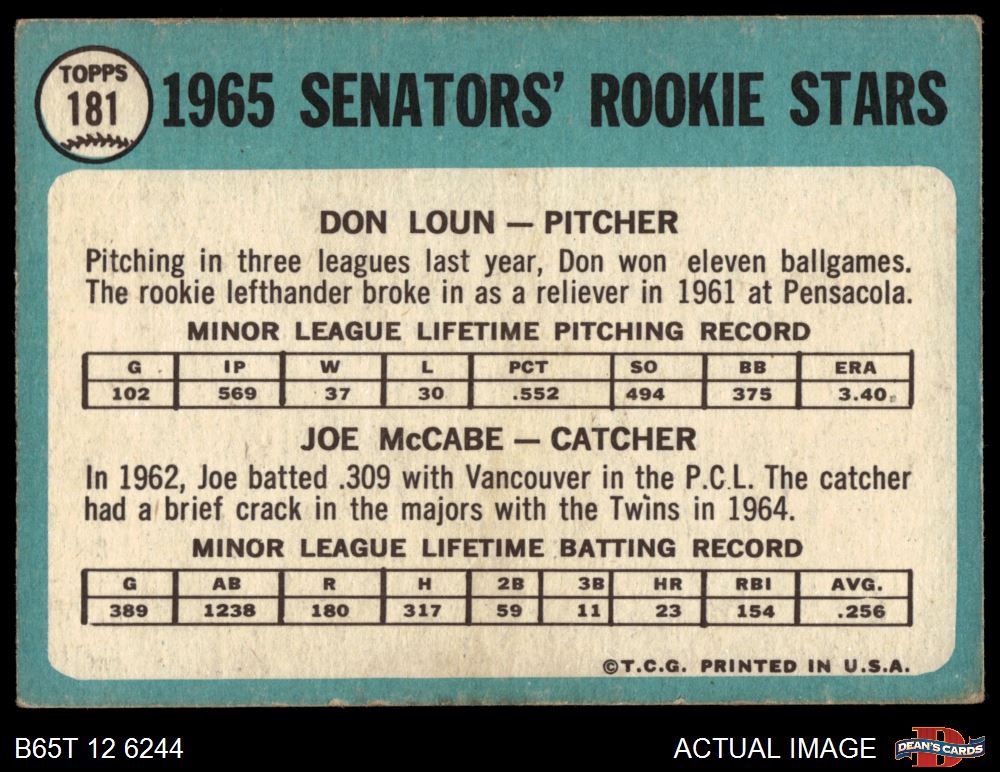 TOPPS
181
1965 SENATORS' ROOKIE STARS
DON LOUN — PITCHER
Pitching in three leagues last year, Don won eleven ballgames.
The rookie lefthander broke in as a reliever in 1961 at Pensacola.
MINOR LEAGUE LIFETIME PITCHING RECORD
G IP W L PCT SO BB ERA
102 569 37 30 .552 494 375 3.40
JOE McCABE — CATCHER
In 1962, Joe batted .309 with Vancouver in the P.C.L. The catcher
had a brief crack in the majors with the Twins in 1964.
MINOR LEAGUE LIFETIME BATTING RECORD
G AB R H 2B 3B HR RBI AVG.
389 1238 180 317 59 11 23 154 .256
©T.C.G. PRINTED IN U.S.A.
B65T 12 6244
ACTUAL IMAGE
D
DEAN'S CARDS